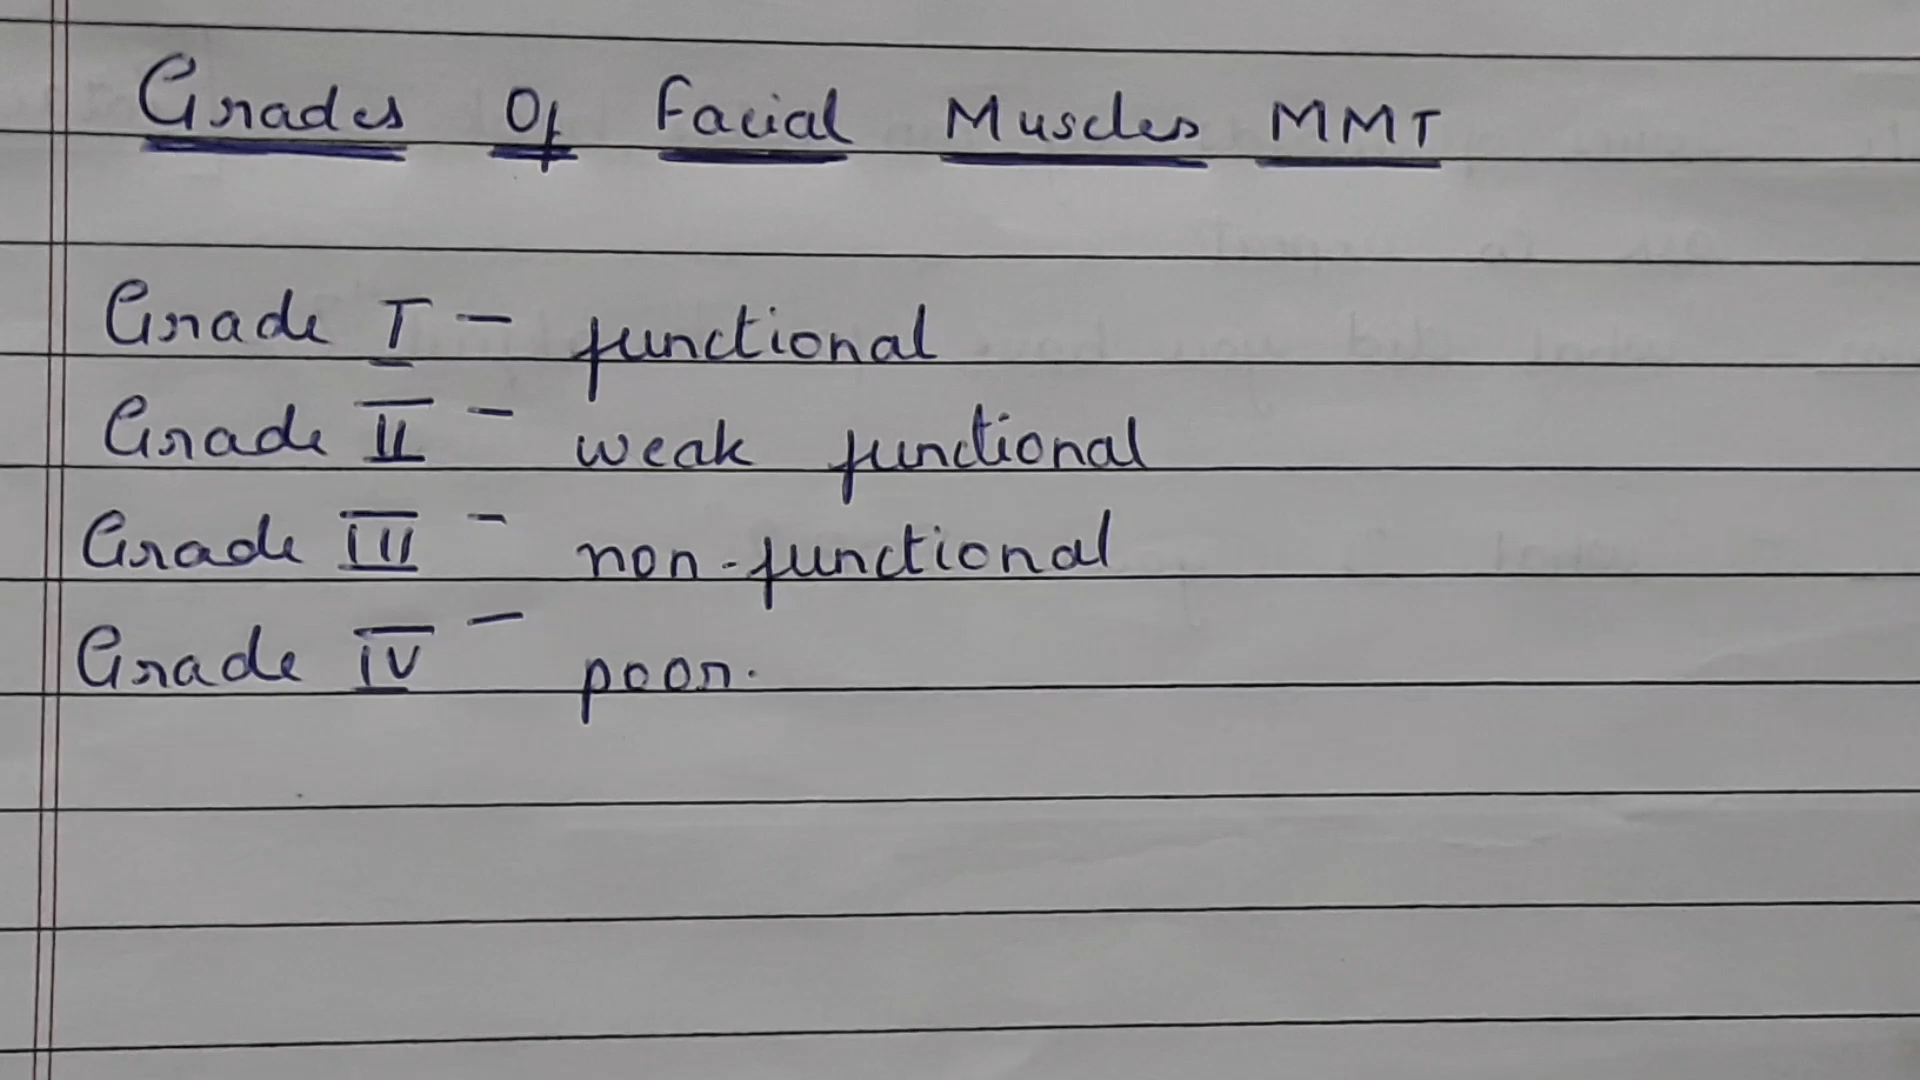 Grades Of Facial Muscles MMT
Grade I - functional
Grade II - weak functional
Grade III - non-functional
Grade IV - poor.